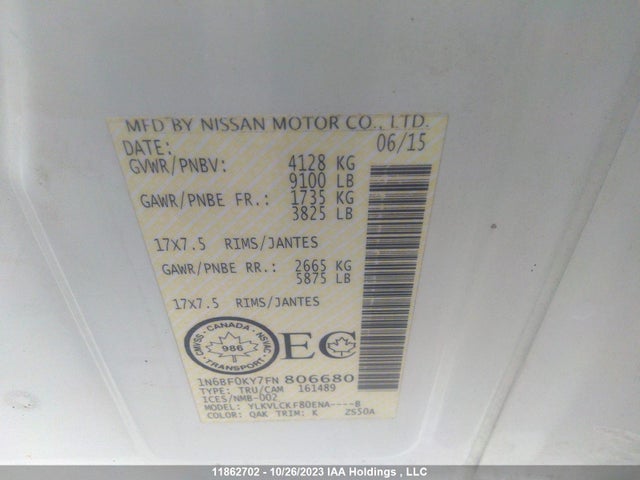 MFD BY NISSAN MOTOR CO., LTD.
DATE: 06/15
GVWR/PNBV: 4128 KG
9100 LB
GAWR/PNBE FR.: 1735 KG
3825 LB
17X7.5 RIMS/JANTES
GAWR/PNBE RR.: 2665 KG
5875 LB
17X7.5 RIMS/JANTES
CANADA
CMVSS NSVAC
986
TRANSPORT
EC
1N6BF0KY7FN 806680
TYPE: TRU/CAM 161489
ICES/NMB-002
MODEL: YLKVLCKF80ENA----B
COLOR: QAK TRIM: K ZS50A
11862702 - 10/26/2023 IAA Holdings , LLC